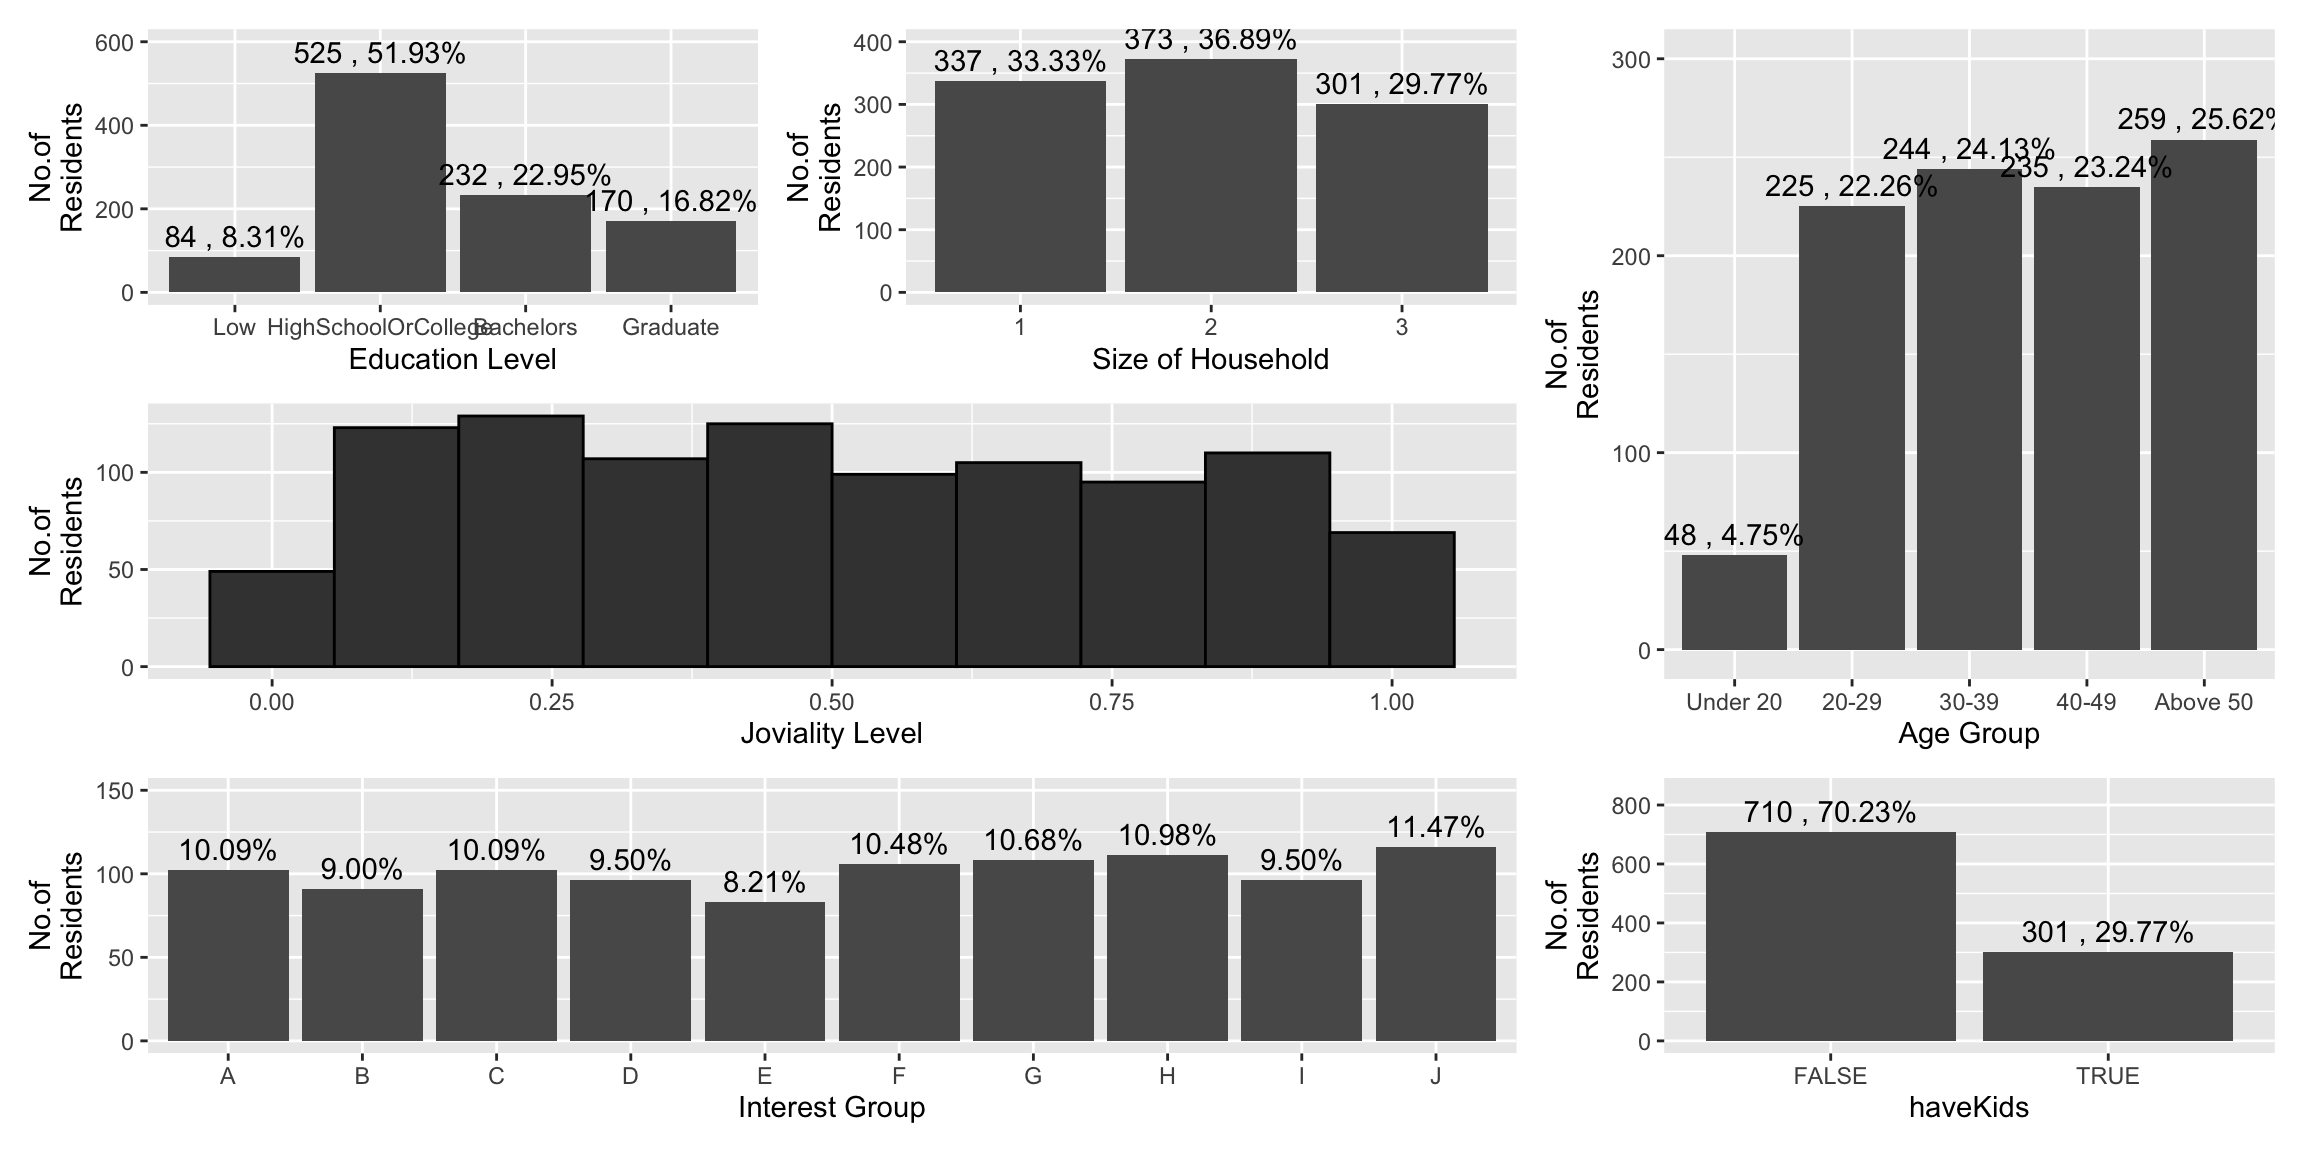 600
400
200
0
No.of
Residents
525 , 51.93%
232 , 22.95%
170 , 16.82%
84 , 8.31%
Low
HighSchoolOrCollege
Bachelors
Graduate
Education Level
400
300
200
100
0
No.of
Residents
337 , 33.33%
373 , 36.89%
301 , 29.77%
1
2
3
Size of Household
300
200
100
0
No.of
Residents
48 , 4.75%
225 , 22.26%
244 , 24.13%
235 , 23.24%
259 , 25.62%
Under 20
20-29
30-39
40-49
Above 50
Age Group
100
50
0
No.of
Residents
0.00
0.25
0.50
0.75
1.00
Joviality Level
150
100
50
0
No.of
Residents
10.09%
9.00%
10.09%
9.50%
8.21%
10.48%
10.68%
10.98%
9.50%
11.47%
A
B
C
D
E
F
G
H
I
J
Interest Group
800
600
400
200
0
No.of
Residents
710 , 70.23%
301 , 29.77%
FALSE
TRUE
haveKids